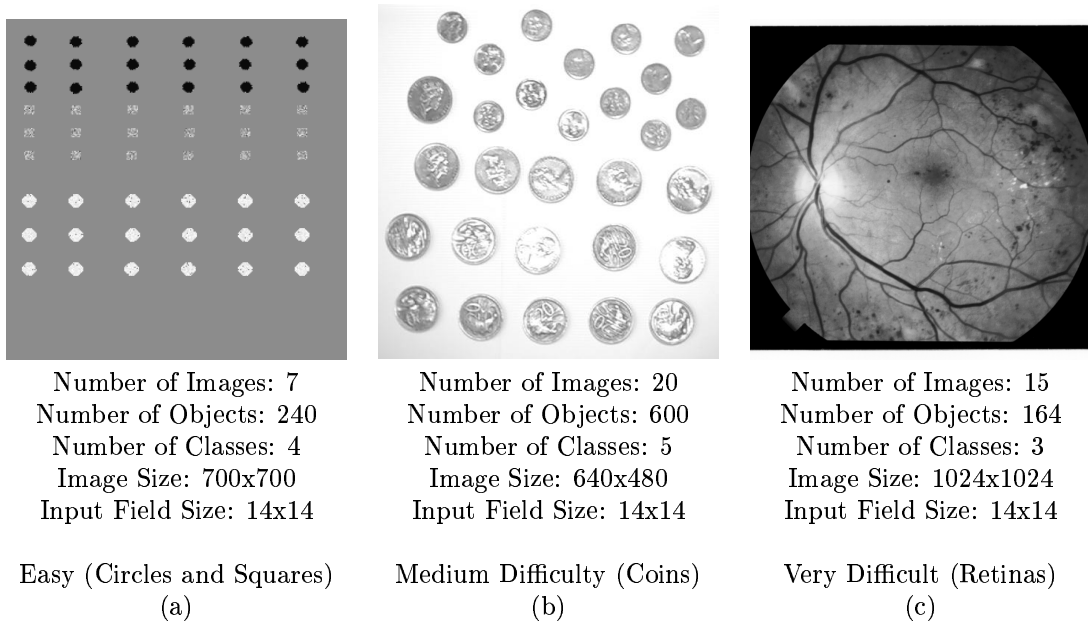 Number of Images: 7
Number of Objects: 240
Number of Classes: 4
Image Size: 700x700
Input Field Size: 14x14
Easy (Circles and Squares)
(a)
Number of Images: 20
Number of Objects: 600
Number of Classes: 5
Image Size: 640x480
Input Field Size: 14x14
Medium Difficulty (Coins)
(b)
Number of Images: 15
Number of Objects: 164
Number of Classes: 3
Image Size: 1024x1024
Input Field Size: 14x14
Very Difficult (Retinas)
(c)